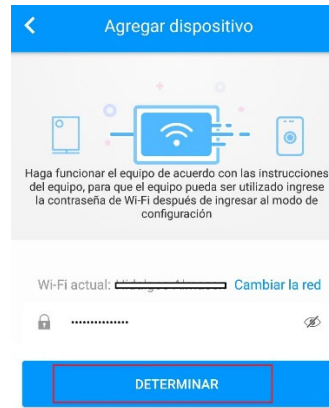 Agregar dispositivo
Haga funcionar el equipo de acuerdo con las instrucciones
del equipo, para que el equipo pueda ser utilizado ingrese
la contraseña de Wi-Fi después de ingresar al modo de
configuración
Wi-Fi actual: Cambiar la red
•••••••••••••••
DETERMINAR